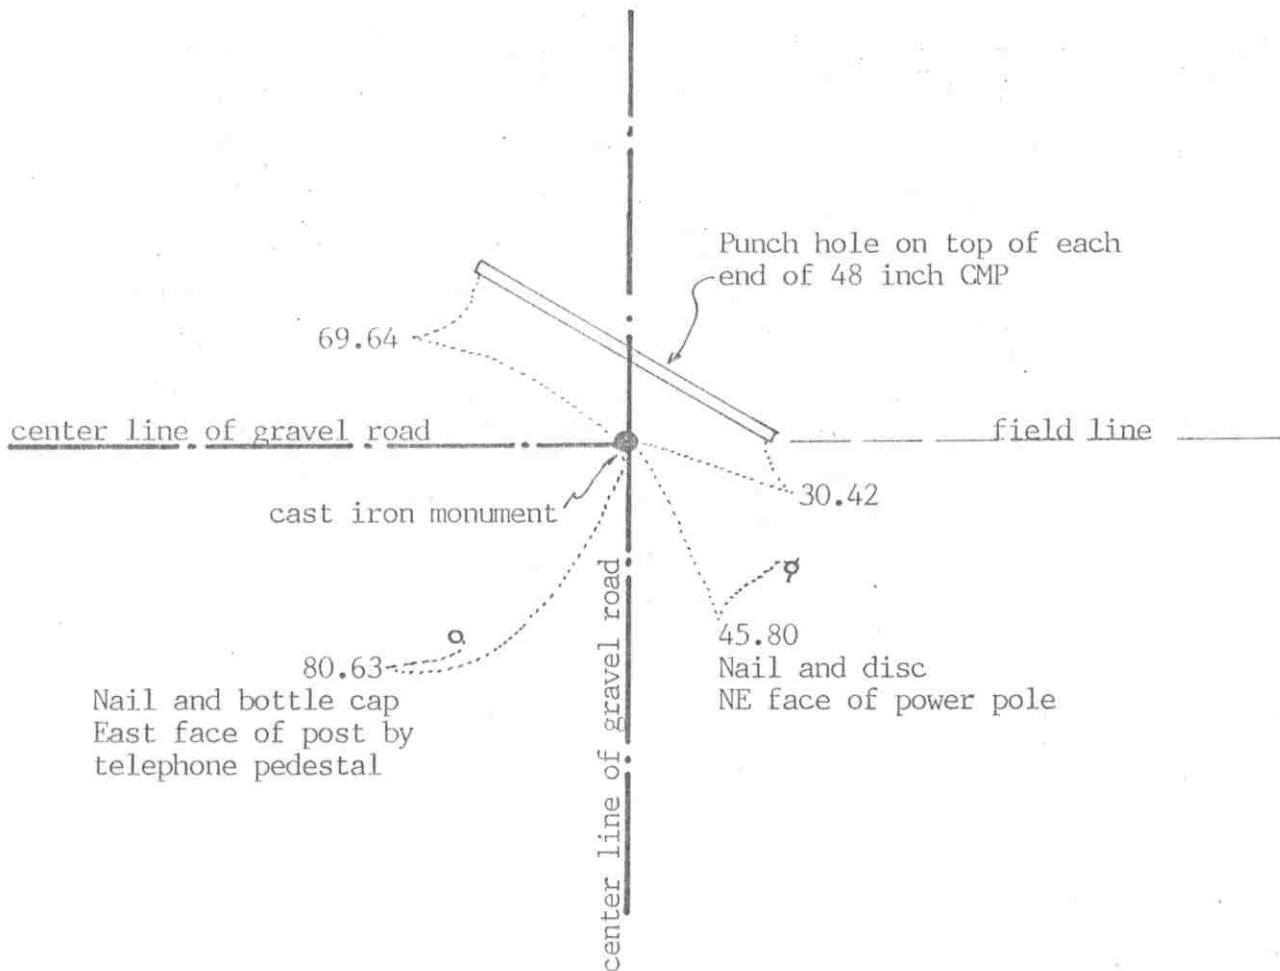 Punch hole on top of each
end of 48 inch CMP
69.64
center line of gravel road
field line
30.42
cast iron monument
center line of gravel road
45.80
Nail and disc
NE face of power pole
80.63
Nail and bottle cap
East face of post by
telephone pedestal